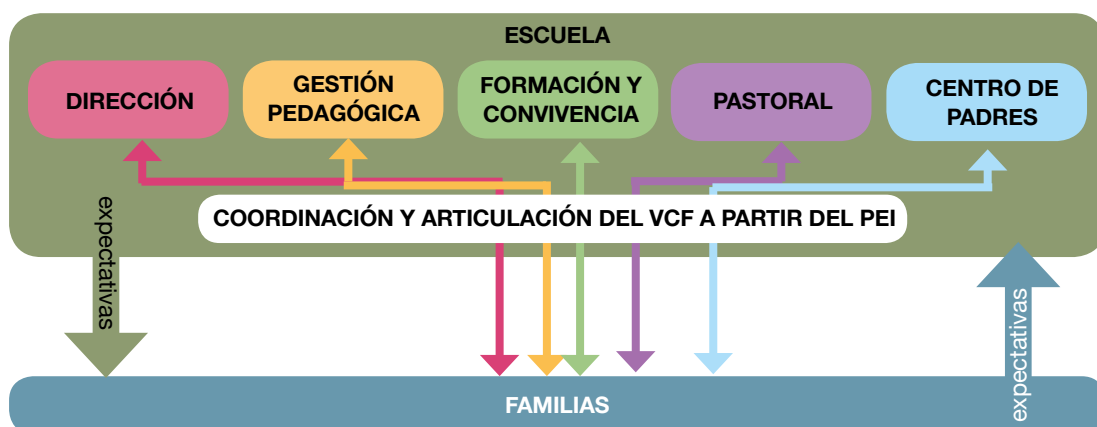 ESCUELA
DIRECCIÓN
GESTIÓN
PEDAGÓGICA
FORMACIÓN Y
CONVIVENCIA
PASTORAL
CENTRO DE
PADRES
COORDINACIÓN Y ARTICULACIÓN DEL VCF A PARTIR DEL PEI
expectativas
expectativas
FAMILIAS